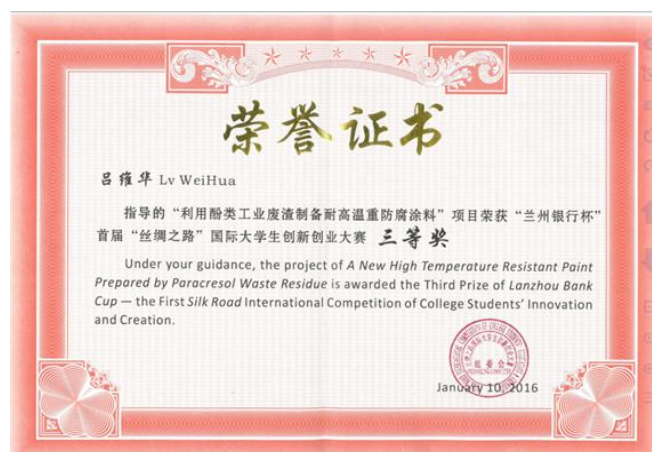 荣誉证书
吕维华 Lv WeiHua
指导的“利用酚类工业废渣制备耐高温重防腐涂料”项目荣获“兰州银行杯”
首届“丝绸之路”国际大学生创新创业大赛 三等奖
Under your guidance, the project of A New High Temperature Resistant Paint
Prepared by Paracresol Waste Residue is awarded the Third Prize of Lanzhou Bank
Cup — the First Silk Road International Competition of College Students' Innovation
and Creation.
January 10, 2016